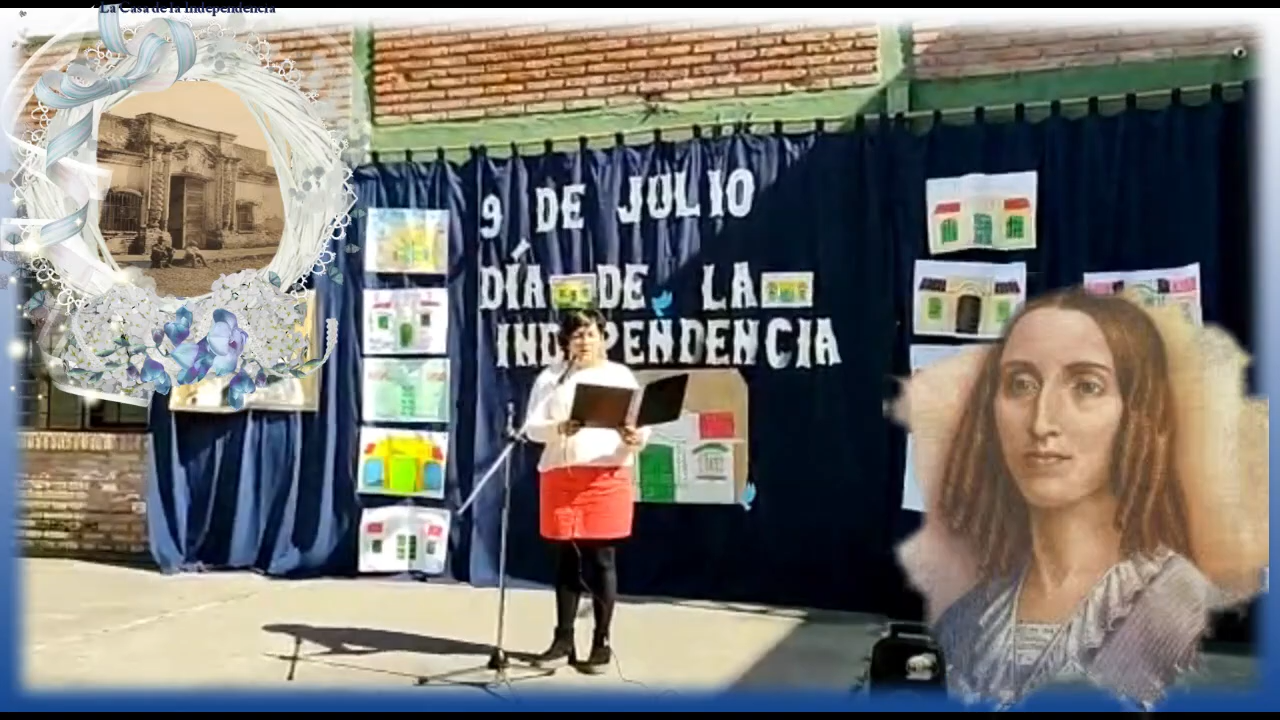 La Casa de la Independencia
9 DE JULIO
DÍA DE LA
INDEPENDENCIA